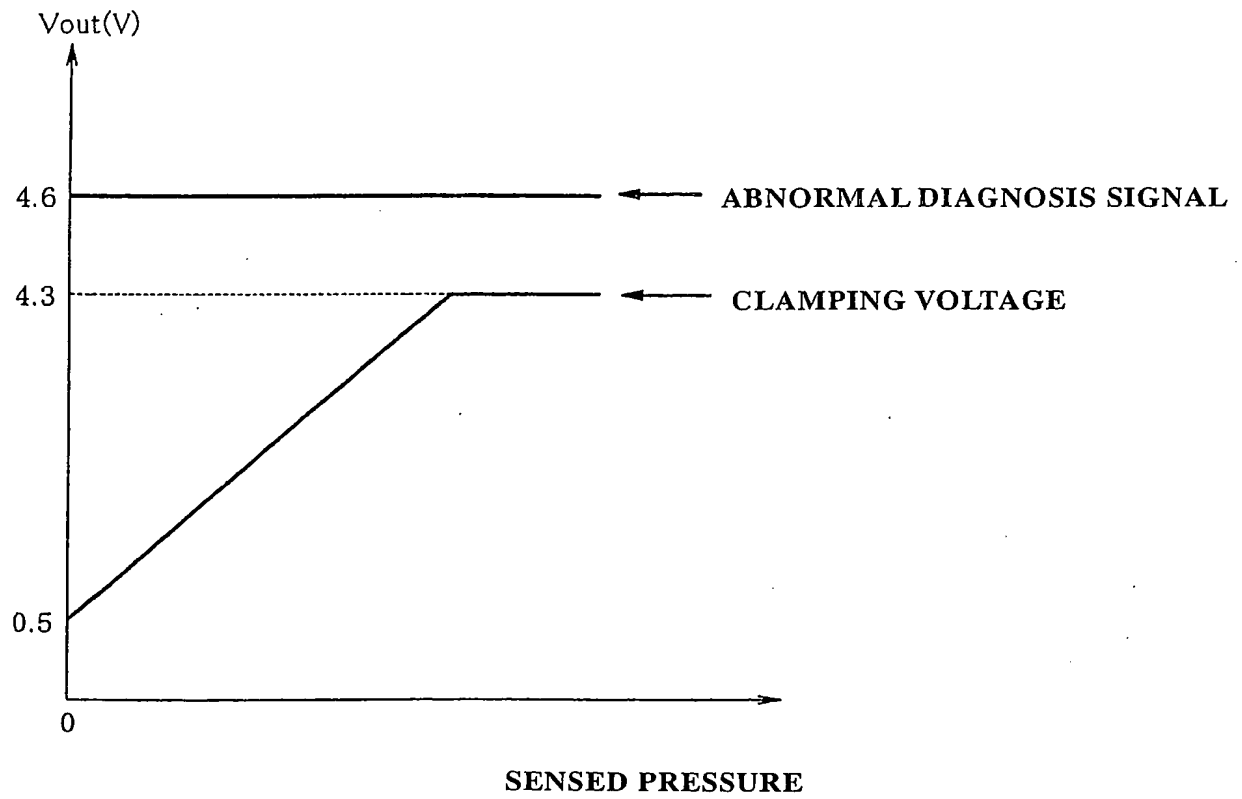 Vout(V)
4.6
ABNORMAL DIAGNOSIS SIGNAL
4.3
CLAMPING VOLTAGE
0.5
0
SENSED PRESSURE